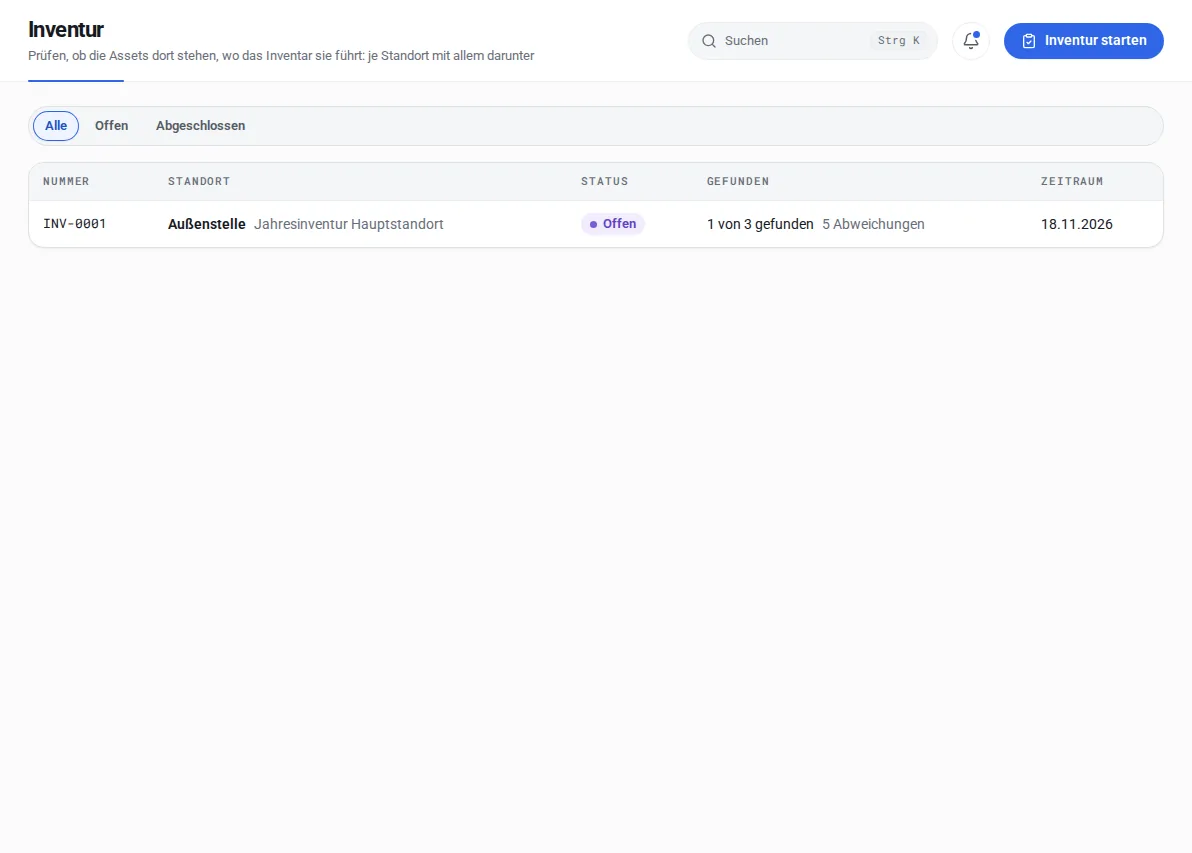 Inventur
Prüfen, ob die Assets dort stehen, wo das Inventar sie führt: je Standort mit allem darunter
Suchen Strg K
Inventur starten
Alle Offen Abgeschlossen
NUMMER STANDORT STATUS GEFUNDEN ZEITRAUM
INV-0001 Außenstelle Jahresinventur Hauptstandort Offen 1 von 3 gefunden 5 Abweichungen 18.11.2026